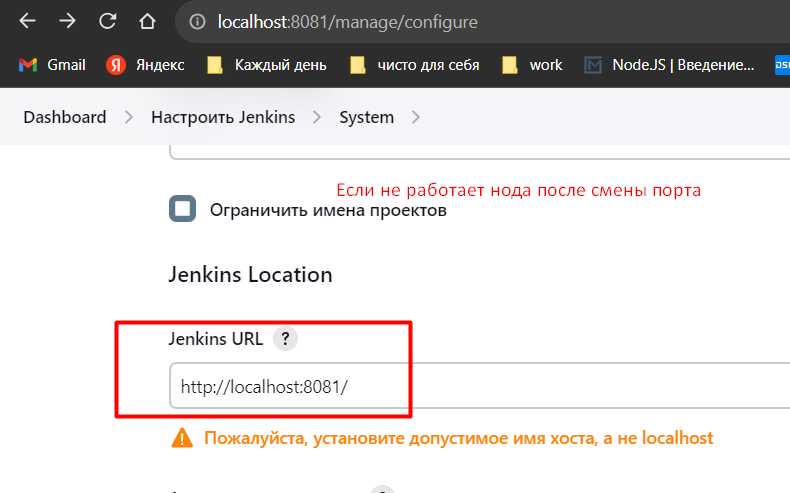 localhost:8081/manage/configure
Gmail Яндекс Каждый день чисто для себя work Node.JS | Введение...
Dashboard Настроить Jenkins System
Если не работает нода после смены порта
Ограничить имена проектов
Jenkins Location
Jenkins URL ?
http://localhost:8081/
Пожалуйста, установите допустимое имя хоста, а не localhost